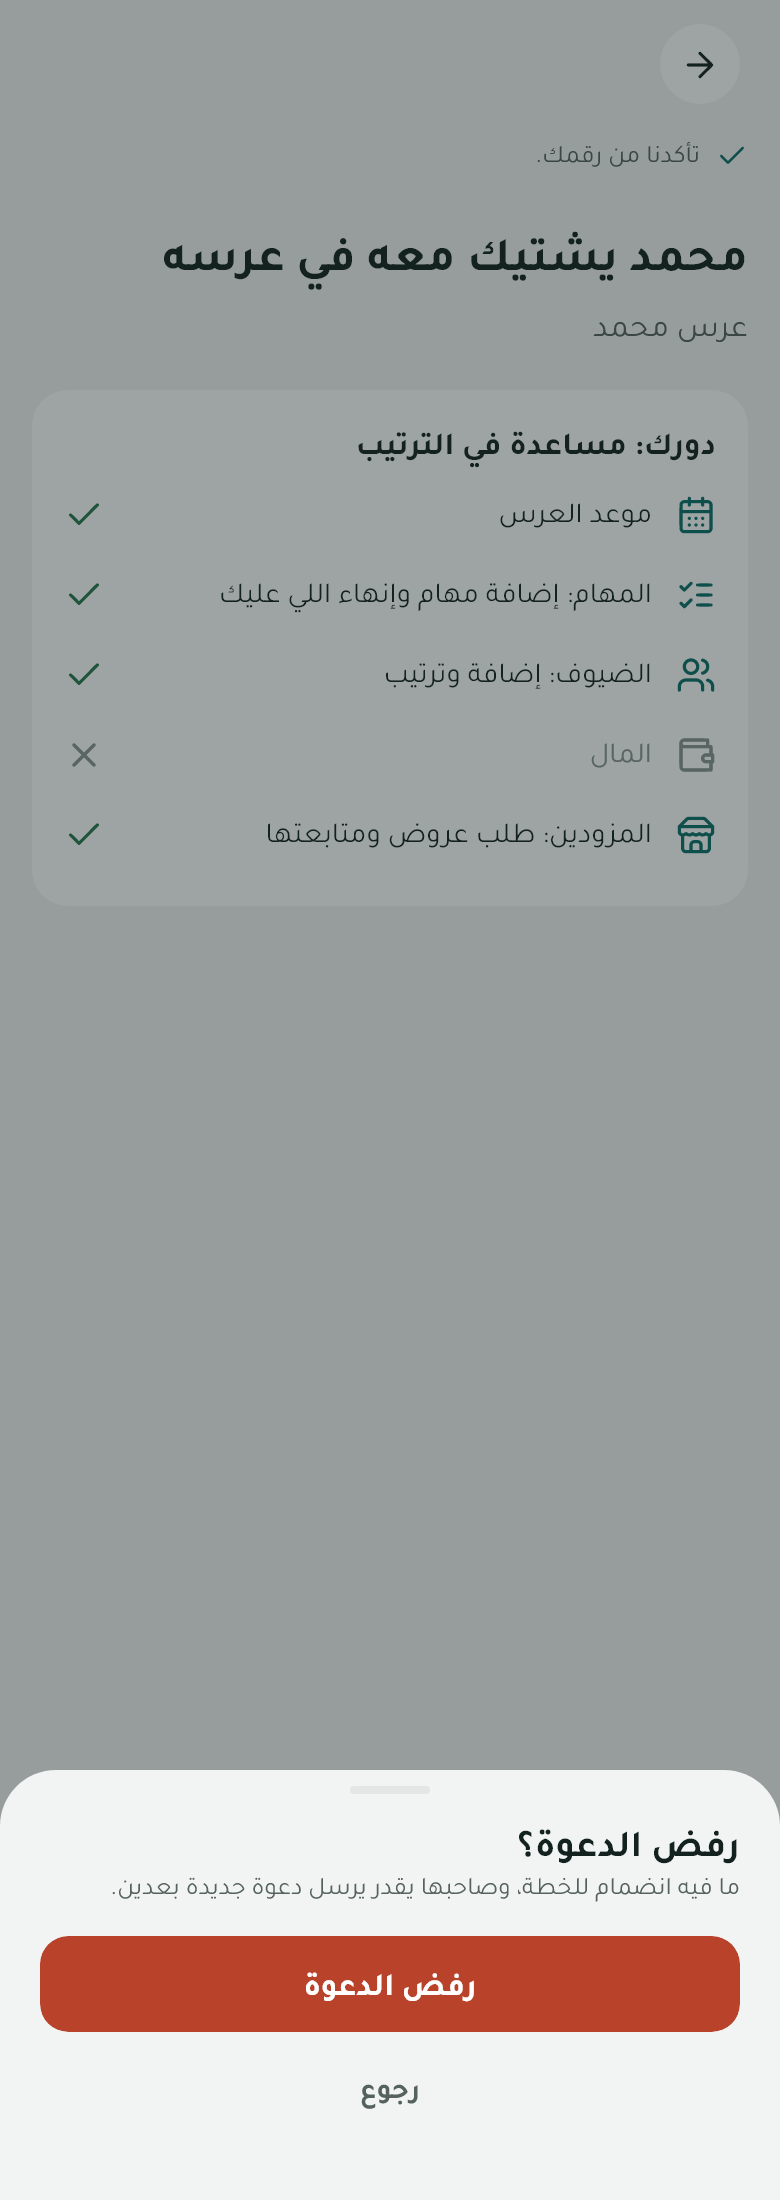 تأكدنا من رقمك.
محمد يشتيك معه في عرسه
عرس محمد
دورك: مساعدة في الترتيب
موعد العرس
المهام: إضافة مهام وإنهاء اللي عليك
الضيوف: إضافة وترتيب
المال
المزودين: طلب عروض ومتابعتها
رفض الدعوة؟
ما فيه انضمام للخطة، وصاحبها يقدر يرسل دعوة جديدة بعدين.
رفض الدعوة
رجوع